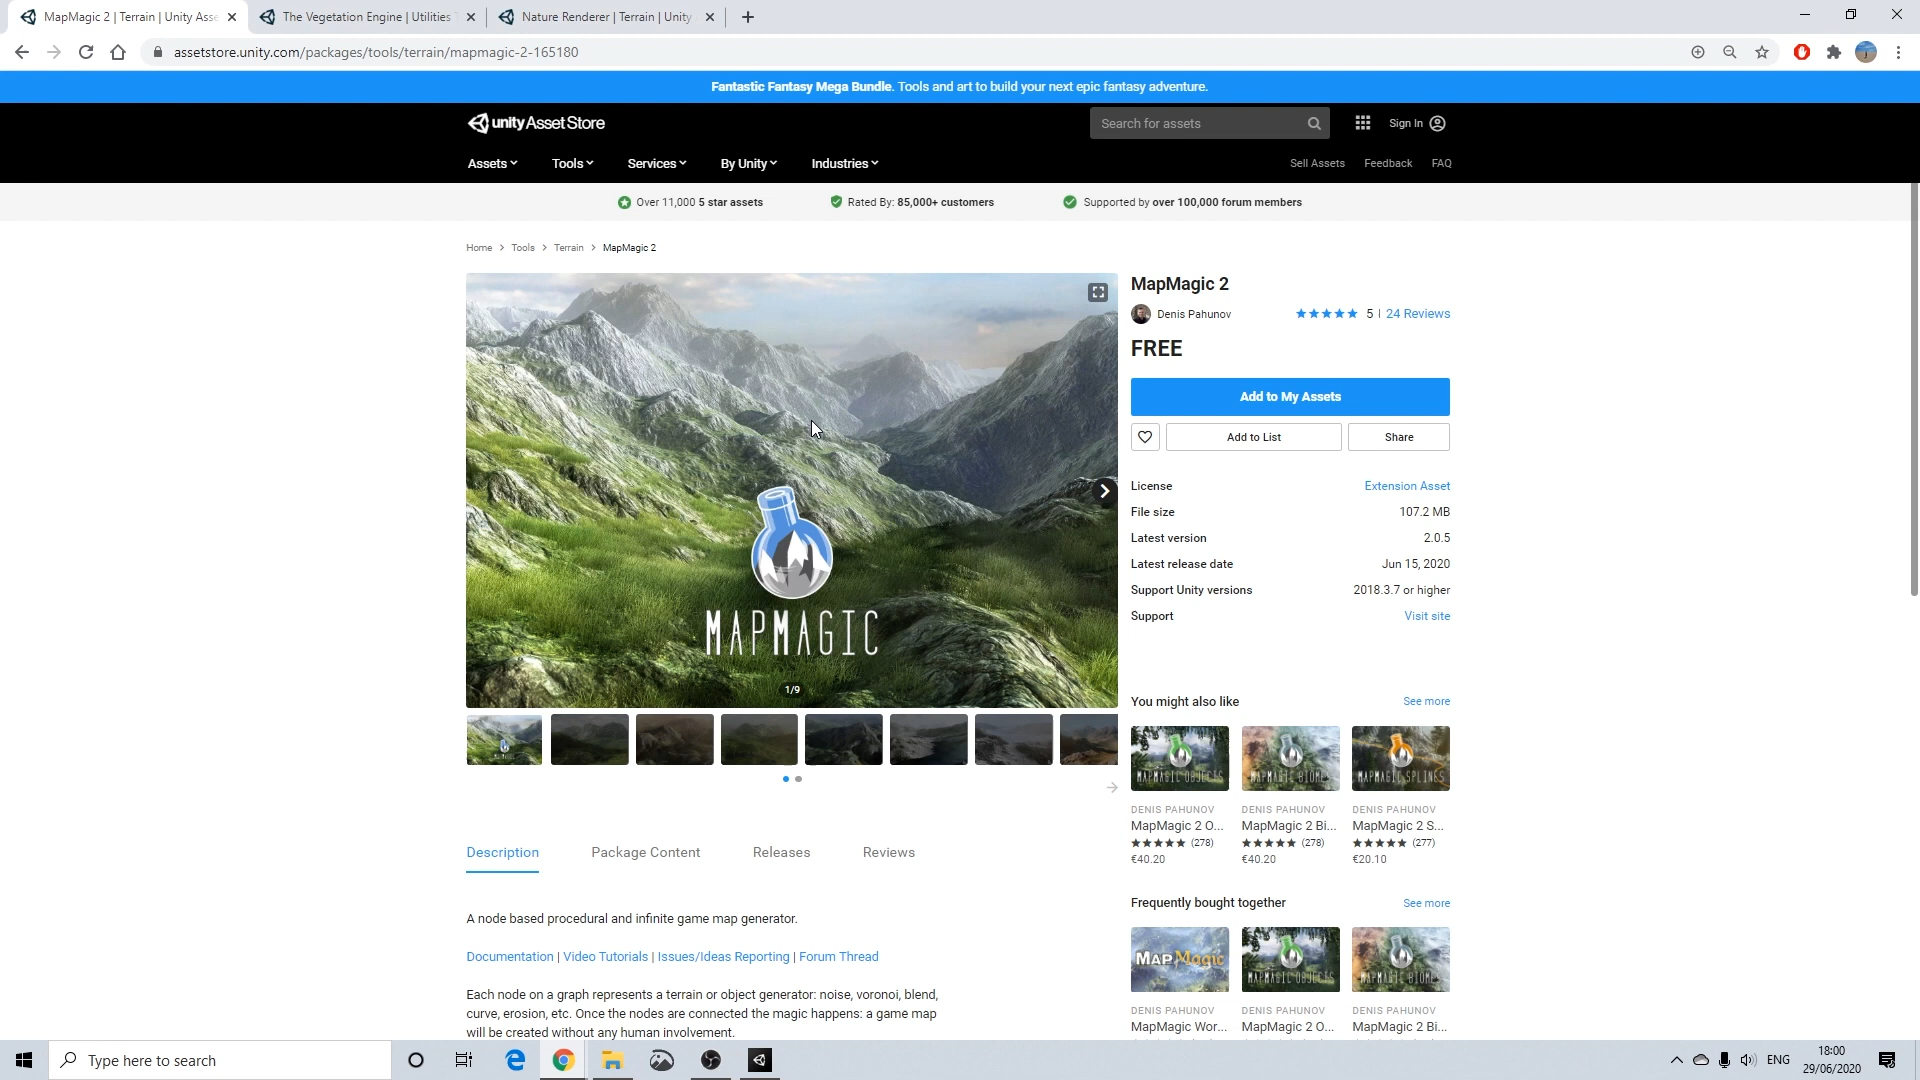 MapMagic 2 | Terrain | Unity Asse
The Vegetation Engine | Utilities
Nature Renderer | Terrain | Unity
assetstore.unity.com/packages/tools/terrain/mapmagic-2-165180
Fantastic Fantasy Mega Bundle. Tools and art to build your next epic fantasy adventure.
unity Asset Store
Search for assets
Sign In
Assets
Tools
Services
By Unity
Industries
Sell Assets
Feedback
FAQ
Over 11,000 5 star assets
Rated By: 85,000+ customers
Supported by over 100,000 forum members
Home > Tools > Terrain > MapMagic 2
MAPMAGIC
1/9
MapMagic 2
Denis Pahunov
5 | 24 Reviews
FREE
Add to My Assets
Add to List
Share
License Extension Asset
File size 107.2 MB
Latest version 2.0.5
Latest release date Jun 15, 2020
Support Unity versions 2018.3.7 or higher
Support Visit site
You might also like See more
MAPMAGIC OBJECTS
MAPMAGIC BIOMES
MAPMAGIC SPLINES
DENIS PAHUNOV
MapMagic 2 O...
(278)
€40.20
DENIS PAHUNOV
MapMagic 2 Bi...
(278)
€40.20
DENIS PAHUNOV
MapMagic 2 S...
(277)
€20.10
Frequently bought together See more
MapMagic
MAPMAGIC OBJECTS
MAPMAGIC BIOMES
DENIS PAHUNOV
MapMagic Wor...
DENIS PAHUNOV
MapMagic 2 O...
DENIS PAHUNOV
MapMagic 2 Bi...
Description
Package Content
Releases
Reviews
A node based procedural and infinite game map generator.
Documentation | Video Tutorials | Issues/Ideas Reporting | Forum Thread
Each node on a graph represents a terrain or object generator: noise, voronoi, blend,
curve, erosion, etc. Once the nodes are connected the magic happens: a game map
will be created without any human involvement.
Type here to search
ENG
18:00
29/06/2020